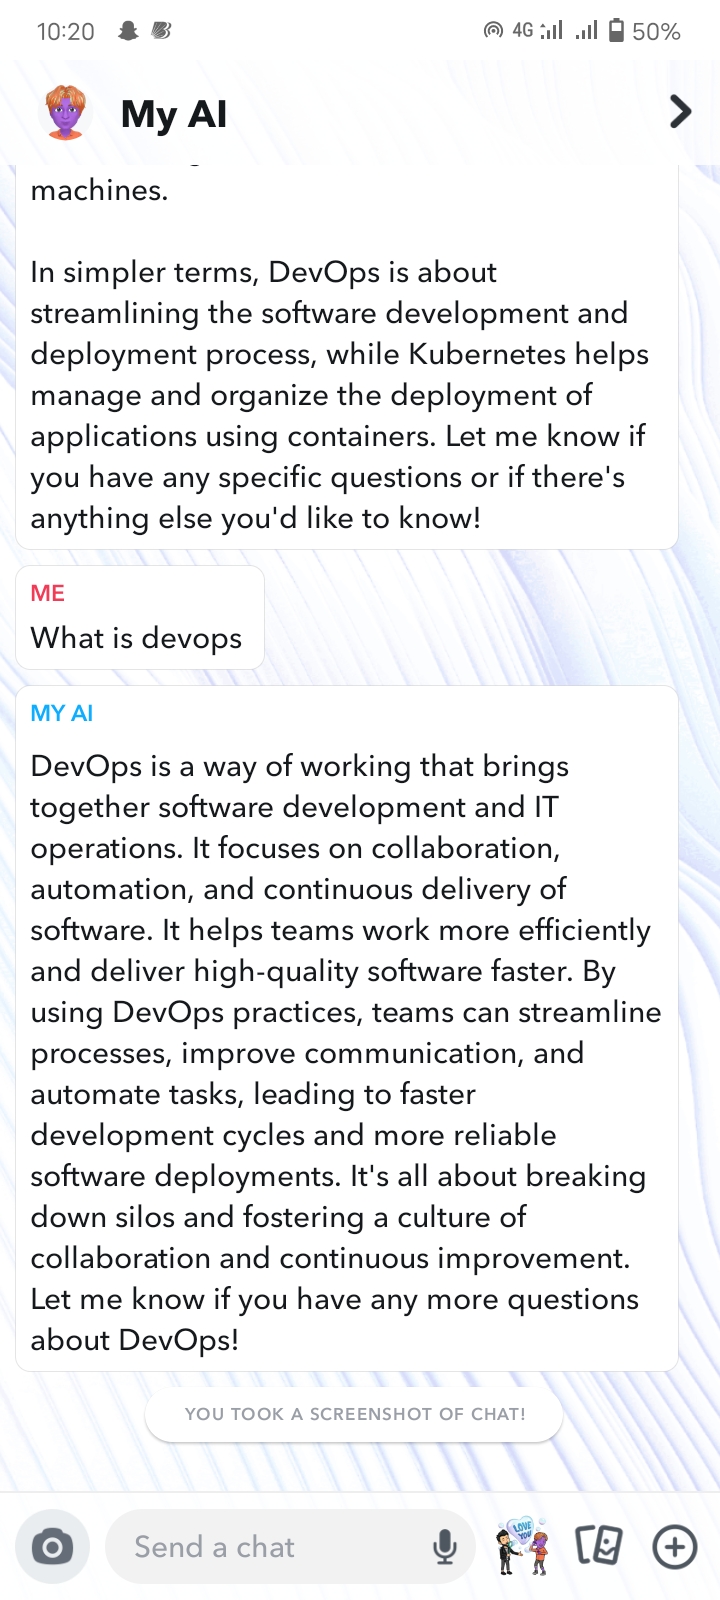 10:20
4G
50%
My AI
machines.
In simpler terms, DevOps is about
streamlining the software development and
deployment process, while Kubernetes helps
manage and organize the deployment of
applications using containers. Let me know if
you have any specific questions or if there's
anything else you'd like to know!
ME
What is devops
MY AI
DevOps is a way of working that brings
together software development and IT
operations. It focuses on collaboration,
automation, and continuous delivery of
software. It helps teams work more efficiently
and deliver high-quality software faster. By
using DevOps practices, teams can streamline
processes, improve communication, and
automate tasks, leading to faster
development cycles and more reliable
software deployments. It's all about breaking
down silos and fostering a culture of
collaboration and continuous improvement.
Let me know if you have any more questions
about DevOps!
YOU TOOK A SCREENSHOT OF CHAT!
Send a chat
LOVE
YOU